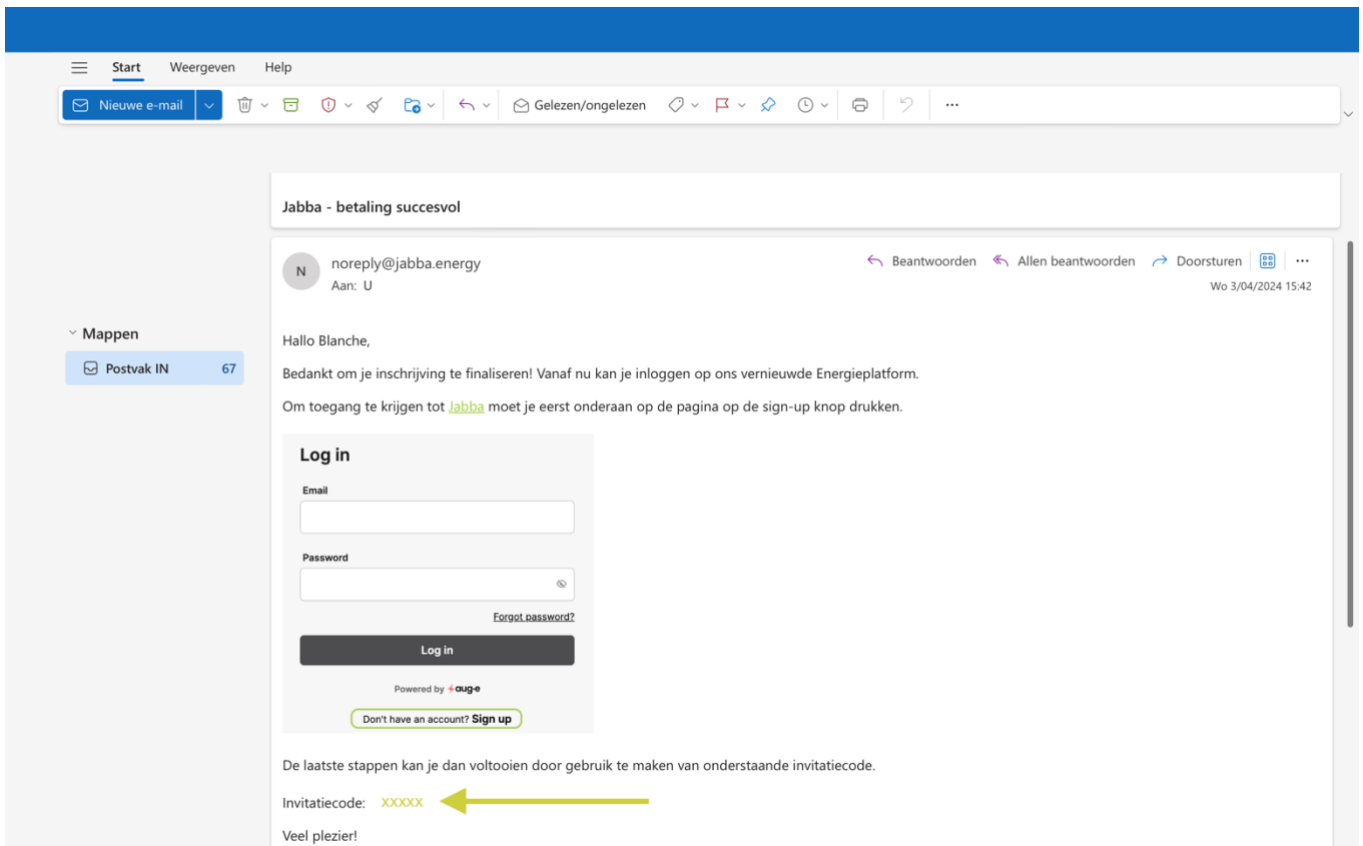 Start Weergeven Help
Nieuwe e-mail Gelezen/ongelezen
Jabba - betaling succesvol
N noreply@jabba.energy Beantwoorden Allen beantwoorden Doorsturen
Aan: U Wo 3/04/2024 15:42
Mappen
Postvak IN 67
Hallo Blanche,
Bedankt om je inschrijving te finaliseren! Vanaf nu kan je inloggen op ons vernieuwde Energieplatform.
Om toegang te krijgen tot Jabba moet je eerst onderaan op de pagina op de sign-up knop drukken.
Log in
Email
Password
Forgot password?
Log in
Powered by aug·e
Don't have an account? Sign up
De laatste stappen kan je dan voltooien door gebruik te maken van onderstaande invitatiecode.
Invitatiecode: XXXXX
Veel plezier!